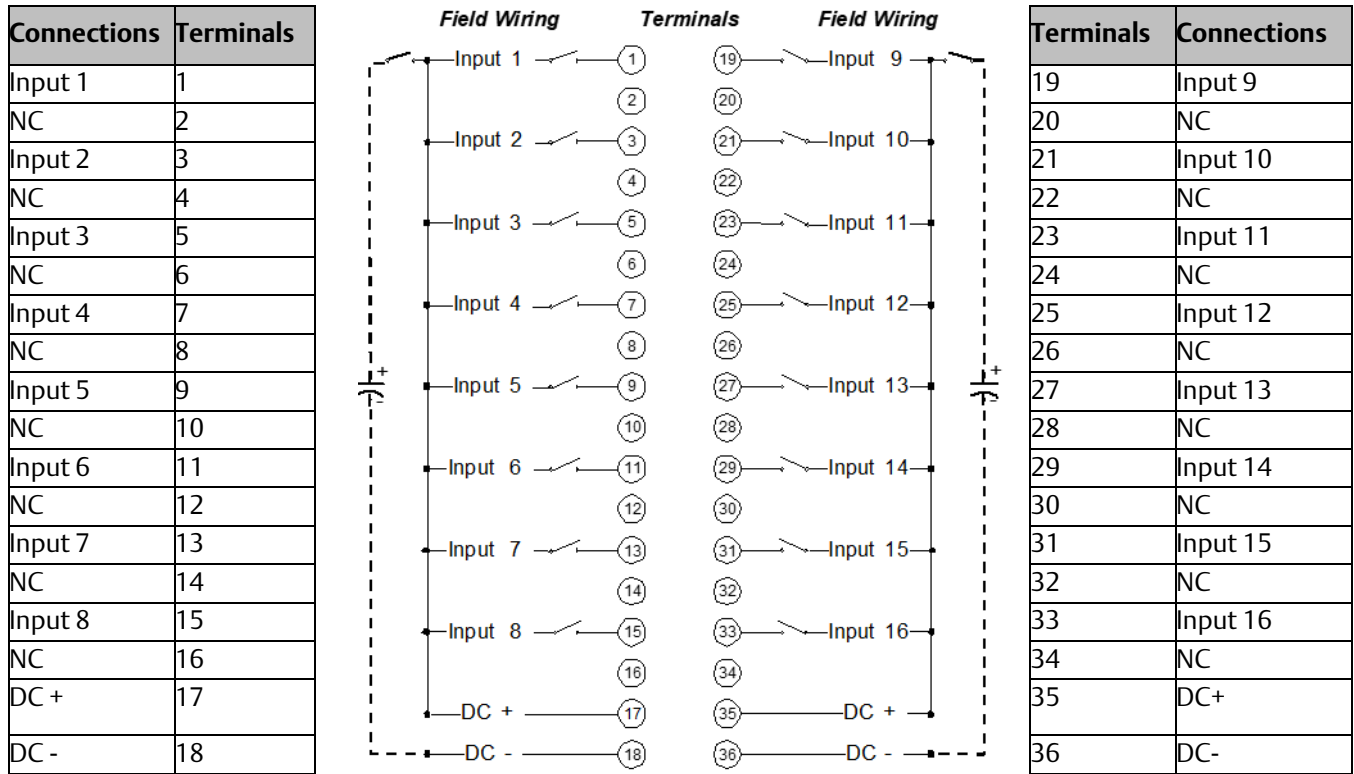 Connections Terminals
Input 1 1
NC 2
Input 2 3
NC 4
Input 3 5
NC 6
Input 4 7
NC 8
Input 5 9
NC 10
Input 6 11
NC 12
Input 7 13
NC 14
Input 8 15
NC 16
DC + 17
DC - 18
Field Wiring Terminals Field Wiring
Input 1 1 19 Input 9
2 20
Input 2 3 21 Input 10
4 22
Input 3 5 23 Input 11
6 24
Input 4 7 25 Input 12
8 26
+ Input 5 9 27 Input 13 +
- -
10 28
Input 6 11 29 Input 14
12 30
Input 7 13 31 Input 15
14 32
Input 8 15 33 Input 16
16 34
DC + 17 35 DC +
DC - 18 36 DC -
Terminals Connections
19 Input 9
20 NC
21 Input 10
22 NC
23 Input 11
24 NC
25 Input 12
26 NC
27 Input 13
28 NC
29 Input 14
30 NC
31 Input 15
32 NC
33 Input 16
34 NC
35 DC+
36 DC-